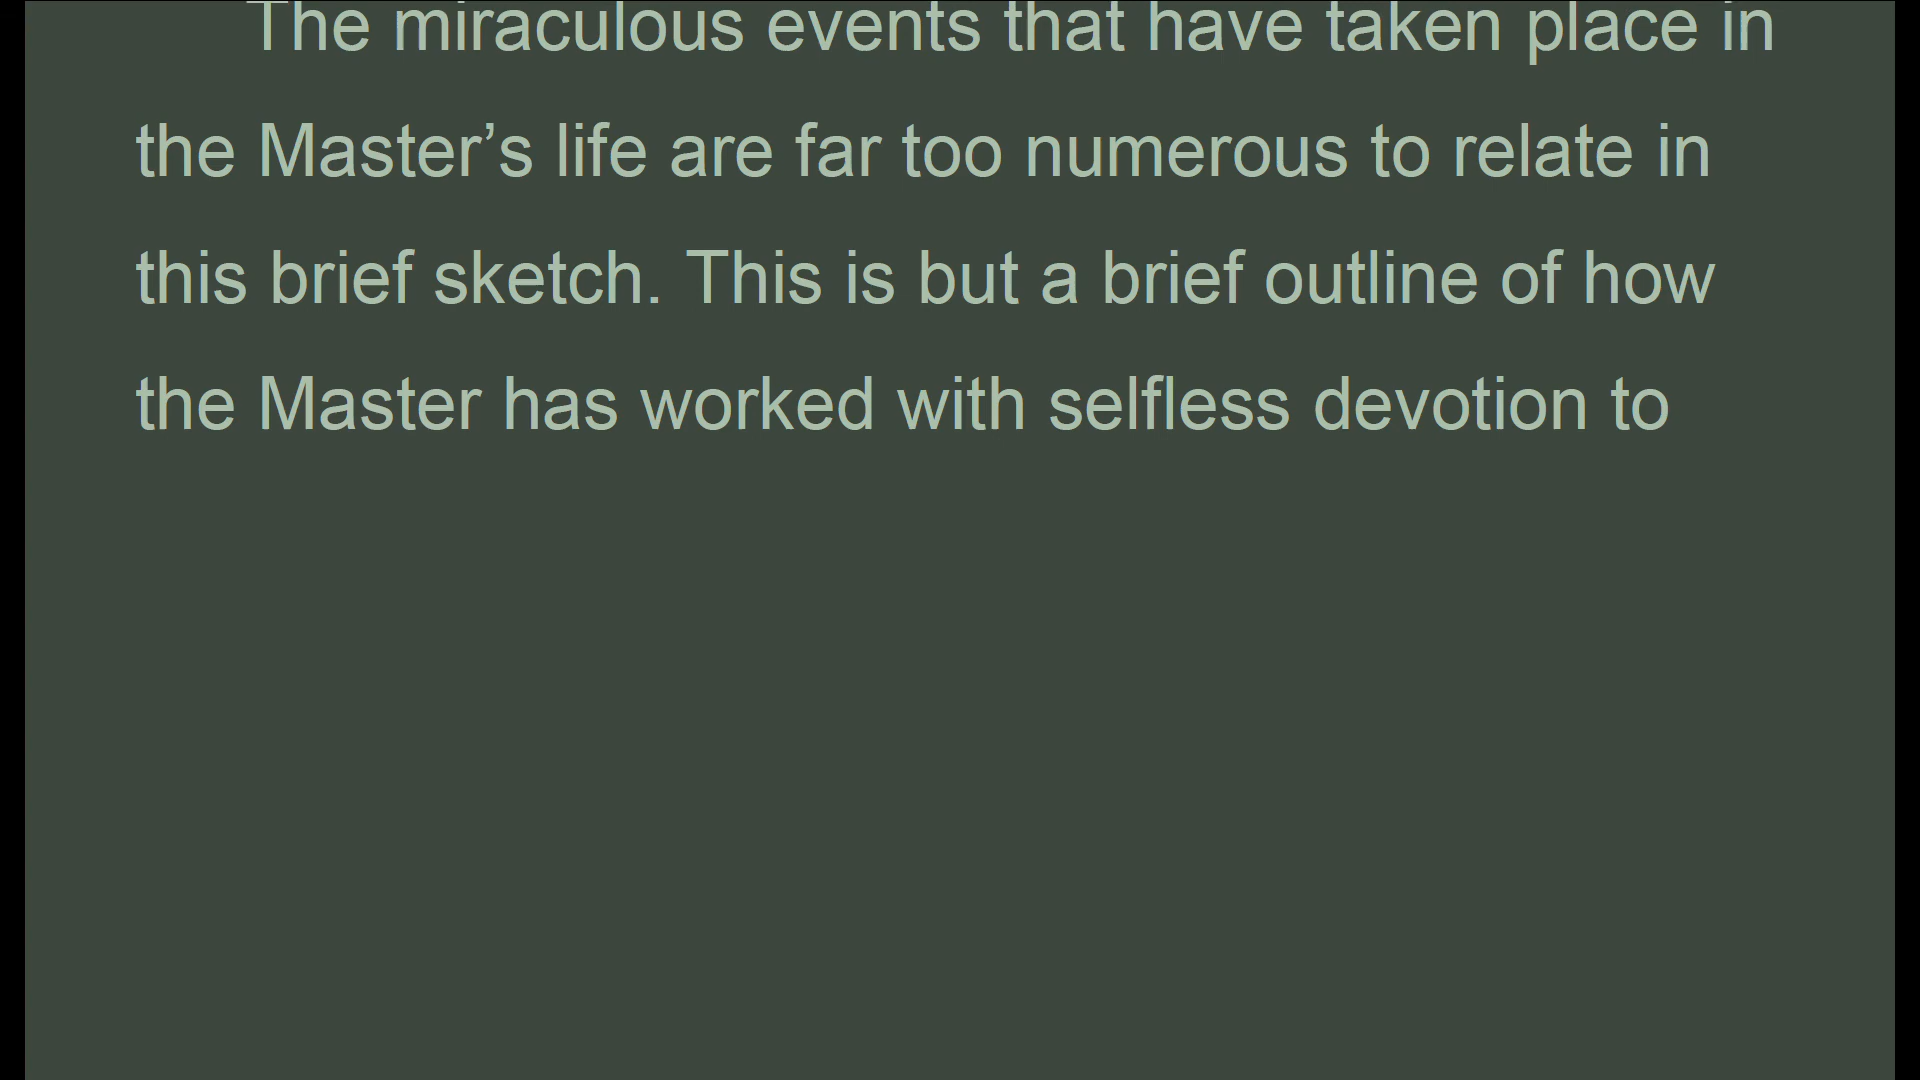 The miraculous events that have taken place in
the Master’s life are far too numerous to relate in
this brief sketch. This is but a brief outline of how
the Master has worked with selfless devotion to